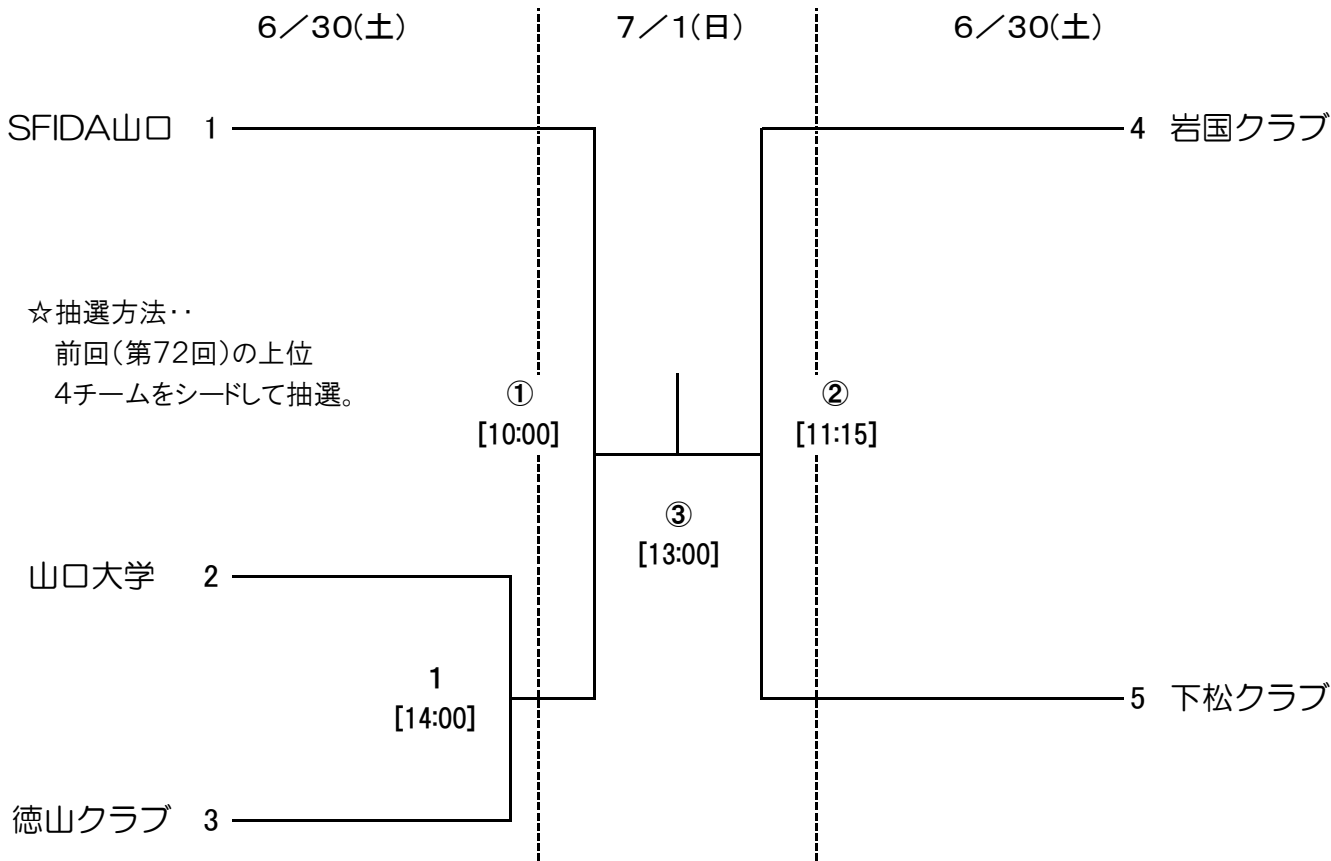 6／30(土)
7／1(日)
6／30(土)
SFIDA山口 1
4 岩国クラブ
☆抽選方法‥
前回(第72回)の上位
4チームをシードして抽選。
①
[10:00]
②
[11:15]
③
[13:00]
山口大学 2
1
[14:00]
5 下松クラブ
徳山クラブ 3